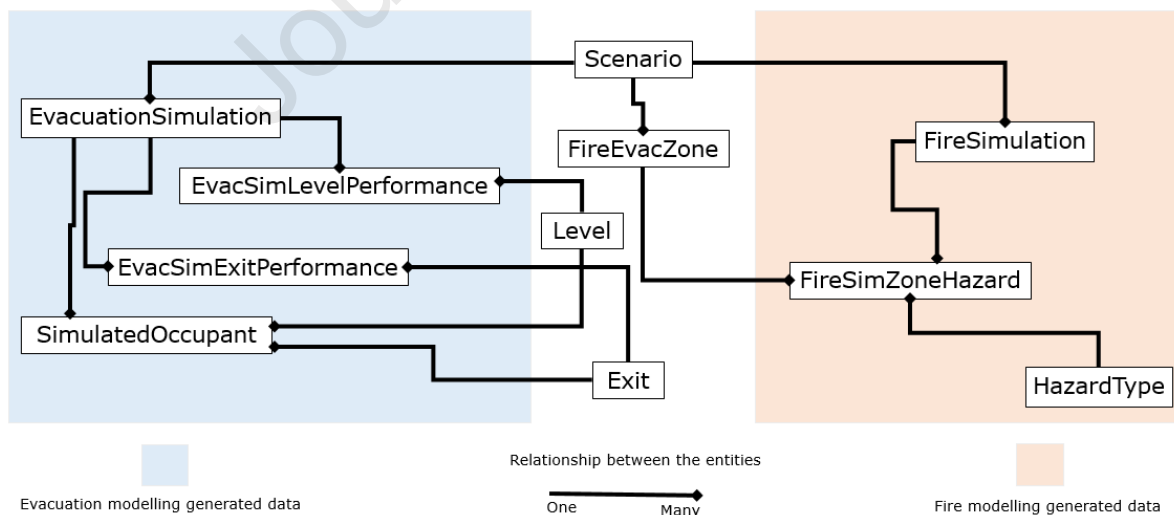 Jou
Scenario
EvacuationSimulation
FireSimulation
FireEvacZone
EvacSimLevelPerformance
Level
EvacSimExitPerformance
FireSimZoneHazard
SimulatedOccupant
Exit
HazardType
Relationship between the entities
One Many
Evacuation modelling generated data
Fire modelling generated data